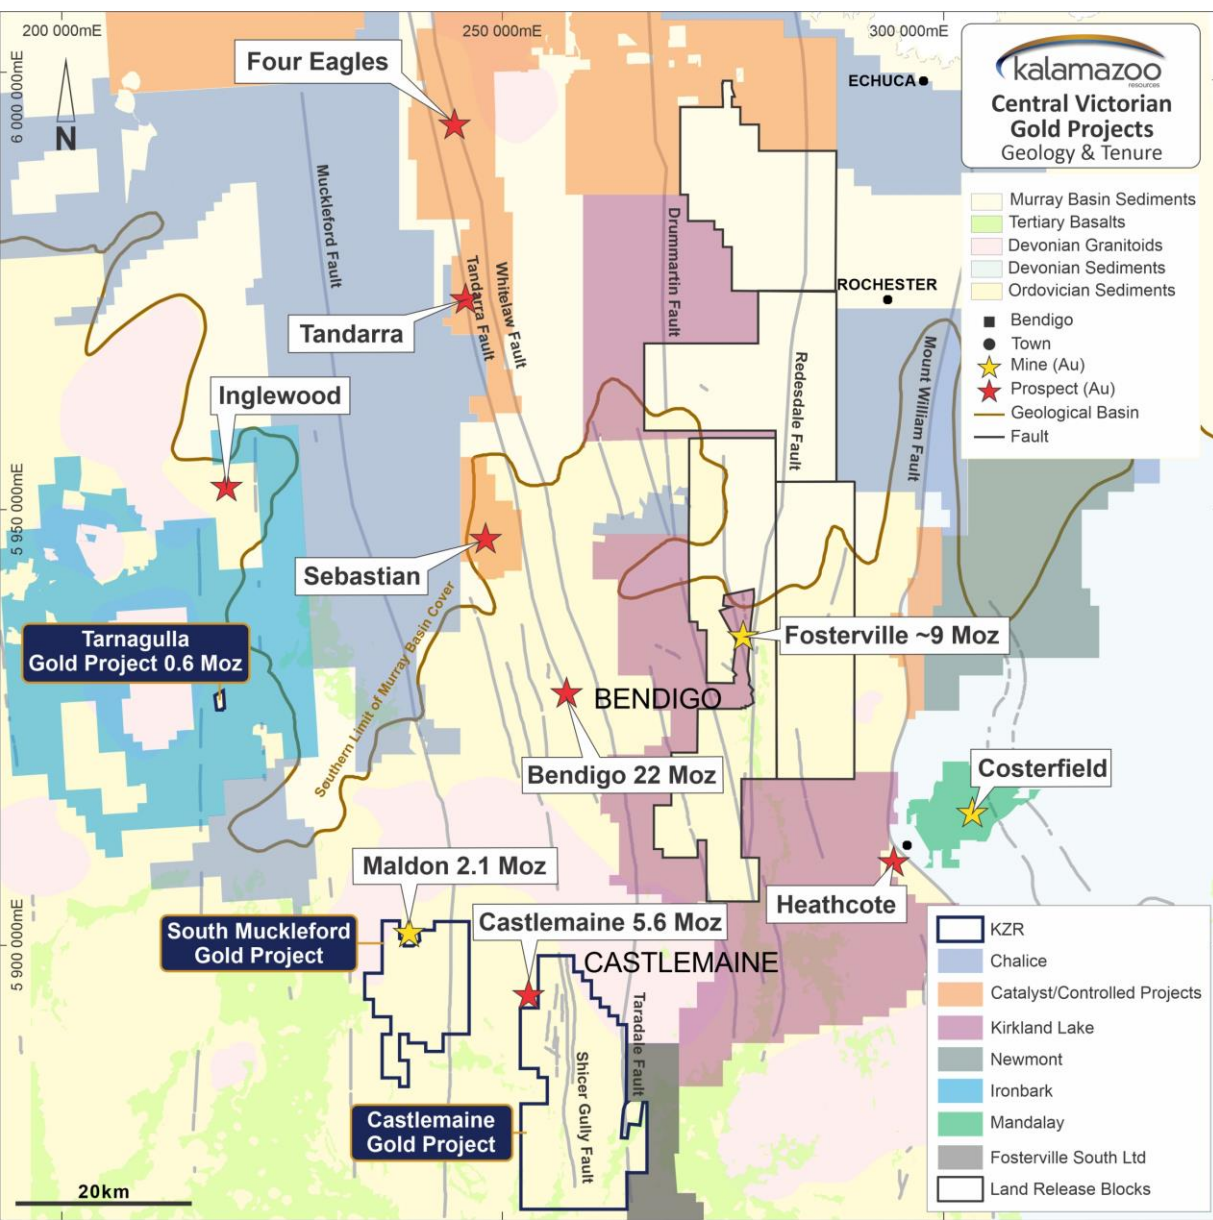 200 000mE
250 000mE
300 000mE
6 000 000mE
5 950 000mE
5 900 000mE
N
kalamazoo
resources
Central Victorian
Gold Projects
Geology & Tenure
Murray Basin Sediments
Tertiary Basalts
Devonian Granitoids
Devonian Sediments
Ordovician Sediments
Bendigo
Town
Mine (Au)
Prospect (Au)
Geological Basin
Fault
Four Eagles
ECHUCA
Muckleford Fault
Tandarra Fault
Whitelaw Fault
Drummartin Fault
Redesdale Fault
Mount William Fault
ROCHESTER
Tandarra
Inglewood
Sebastian
Southern Limit of Murray Basin Cover
Tarnagulla
Gold Project 0.6 Moz
Fosterville ~9 Moz
BENDIGO
Bendigo 22 Moz
Costerfield
Maldon 2.1 Moz
Heathcote
South Muckleford
Gold Project
Castlemaine 5.6 Moz
CASTLEMAINE
Taradale Fault
Shicer Gully Fault
Castlemaine
Gold Project
20km
KZR
Chalice
Catalyst/Controlled Projects
Kirkland Lake
Newmont
Ironbark
Mandalay
Fosterville South Ltd
Land Release Blocks